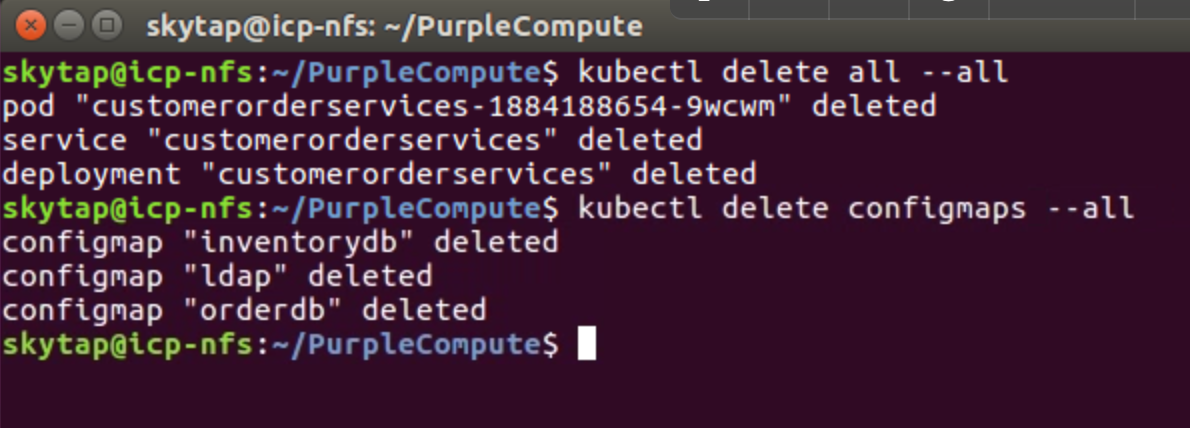 skytap@icp-nfs: ~/PurpleCompute
skytap@icp-nfs:~/PurpleCompute$ kubectl delete all --all
pod "customerorderservices-1884188654-9wcwm" deleted
service "customerorderservices" deleted
deployment "customerorderservices" deleted
skytap@icp-nfs:~/PurpleCompute$ kubectl delete configmaps --all
configmap "inventorydb" deleted
configmap "ldap" deleted
configmap "orderdb" deleted
skytap@icp-nfs:~/PurpleCompute$